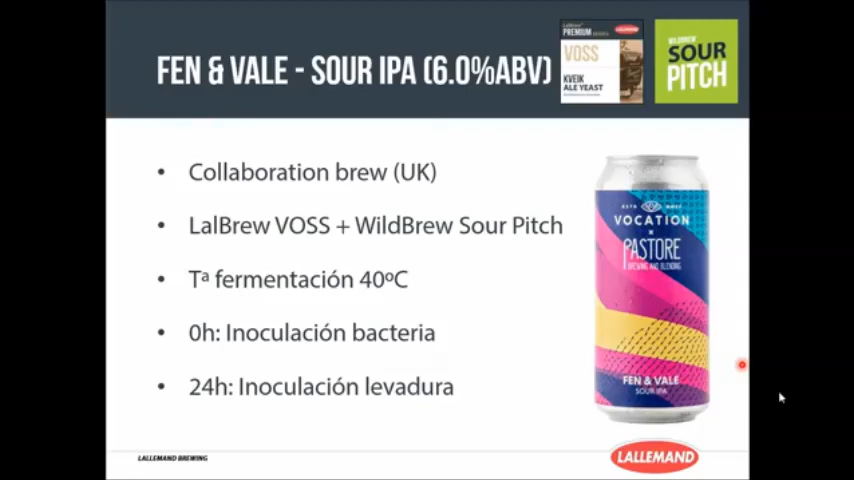 FEN & VALE - SOUR IPA (6.0%ABV)
LalBrew
PREMIUM
VOSS
KVEIK
ALE YEAST
WILDBREW
SOUR
PITCH
• Collaboration brew (UK)
• LalBrew VOSS + WildBrew Sour Pitch
• Tª fermentación 40ºC
• 0h: Inoculación bacteria
• 24h: Inoculación levadura
ESTD
VOCATION
x
PASTORE
BREWING AND BLENDING
FEN & VALE
SOUR IPA
LALLEMAND BREWING
LALLEMAND